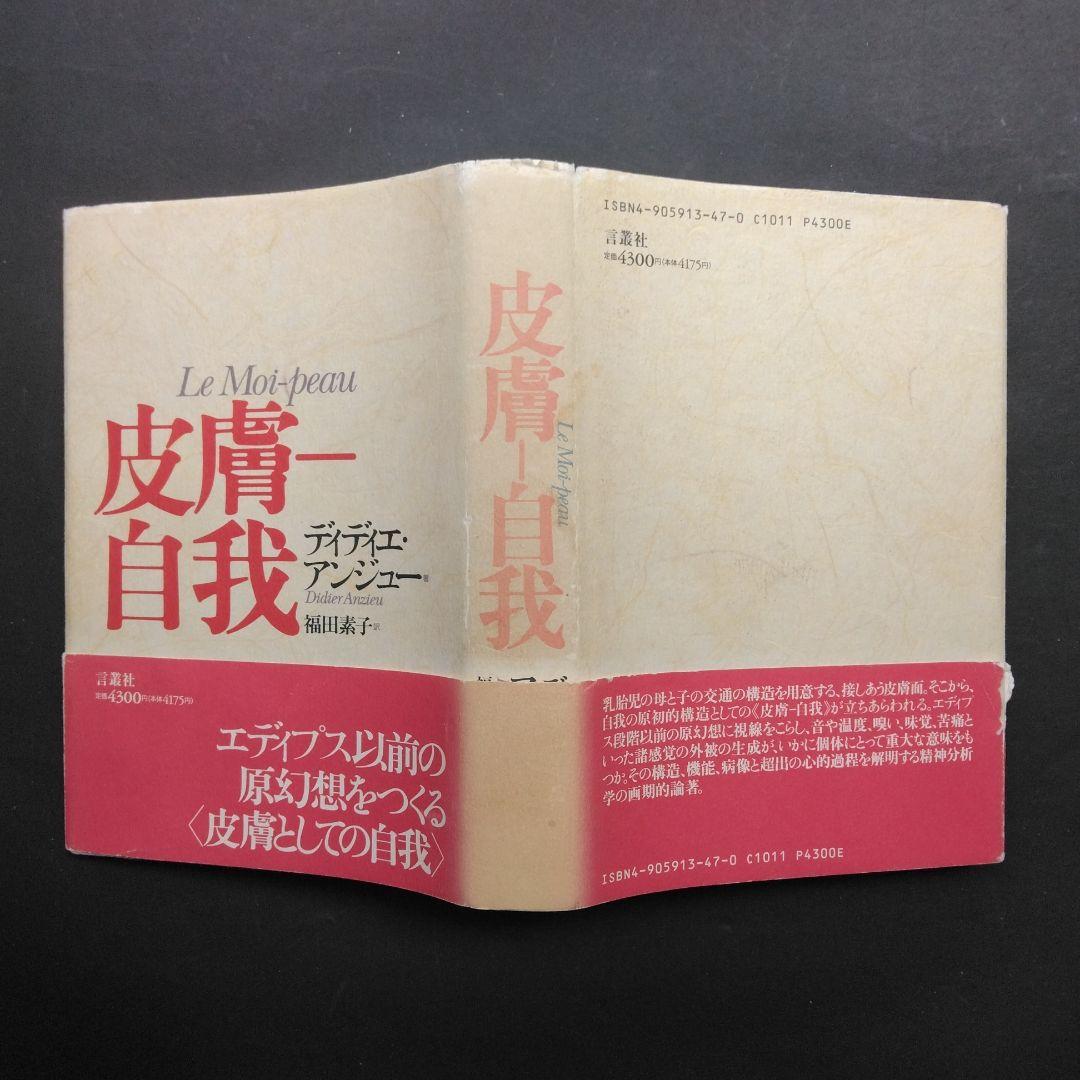 Le Moi-peau
皮膚-
自我
ディディエ・
アンジュー著
Didier Anzieu
福田素子訳
言叢社
定価4300円(本体4175円)
エディプス以前の
原幻想をつくる
〈皮膚としての自我〉
皮膚-自我
Le Moi-peau
ISBN4-905913-47-0 C1011 P4300E
言叢社
定価4300円(本体4175円)
乳胎児の母と子の交通の構造を用意する、接しあう皮膚面。そこから、
自我の原初的構造としての《皮膚-自我》が立ちあらわれる。エディプ
ス段階以前の原幻想に視線をこらし、音や温度、嗅い、味覚、苦痛と
いった諸感覚の外被の生成が、いかに個体にとって重大な意味をも
つか。その構造、機能、病像と超出の心的過程を解明する精神分析
学の画期的論著。
ISBN4-905913-47-0 C1011 P4300E